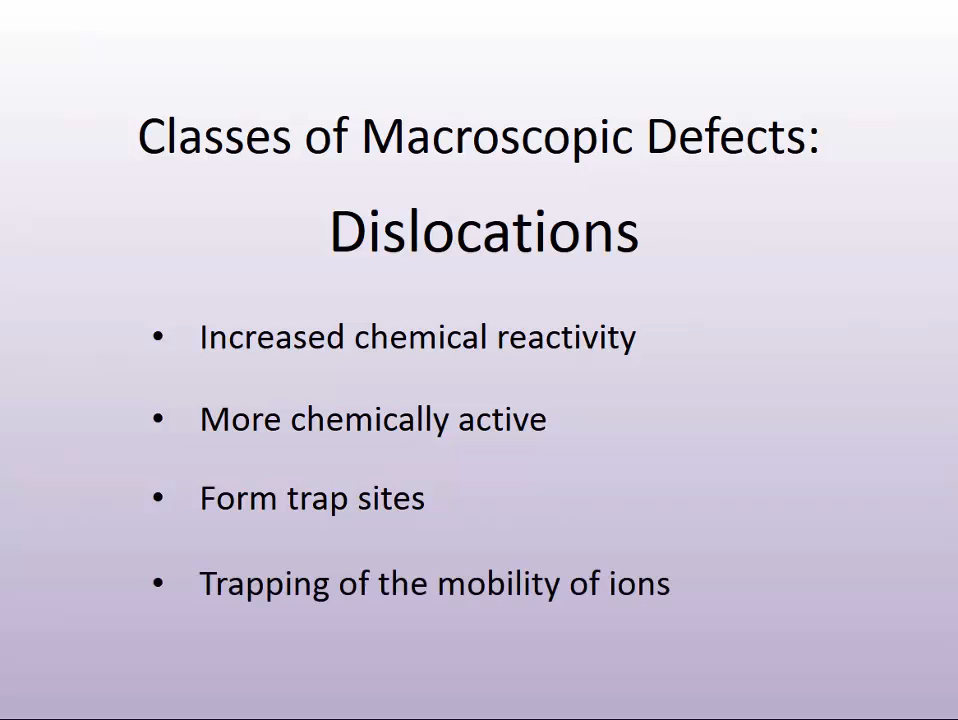 Classes of Macroscopic Defects:
Dislocations
• Increased chemical reactivity
• More chemically active
• Form trap sites
• Trapping of the mobility of ions